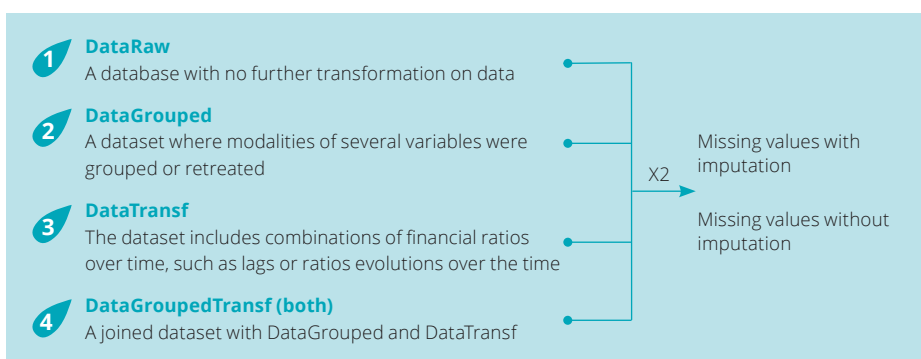 1
DataRaw
A database with no further transformation on data
2
DataGrouped
A dataset where modalities of several variables were
grouped or retreated
3
DataTransf
The dataset includes combinations of financial ratios
over time, such as lags or ratios evolutions over the time
4
DataGroupedTransf (both)
A joined dataset with DataGrouped and DataTransf
X2
Missing values with
imputation
Missing values without
imputation